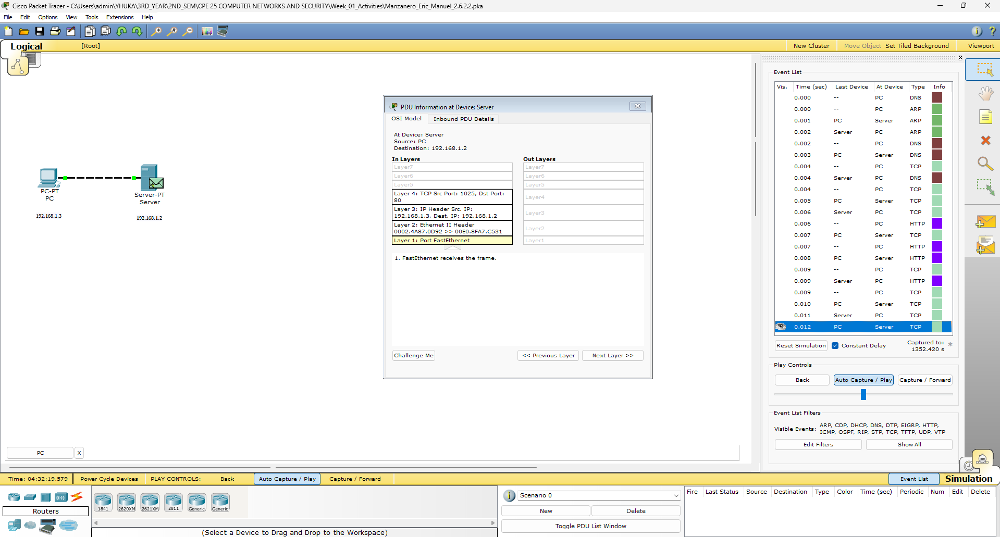 Cisco Packet Tracer - C:\Users\admin\YHUKA\3RD_YEAR\2ND_SEM\CPE 25 COMPUTER NETWORKS AND SECURITY\Week_01_Activities\Manzanero_Eric_Manuel_2.6.2.2.pka
File Edit Options View Tools Extensions Help
Logical [Root] New Cluster Move Object Set Tiled Background Viewport
PC-PT
PC
192.168.1.3
Server-PT
Server
192.168.1.2
PDU Information at Device: Server
OSI Model Inbound PDU Details
At Device: Server
Source: PC
Destination: 192.168.1.2
In Layers Out Layers
Layer7 Layer7
Layer6 Layer6
Layer5 Layer5
Layer 4: TCP Src Port: 1025, Dst Port:
80
Layer4
Layer 3: IP Header Src. IP:
192.168.1.3, Dest. IP: 192.168.1.2
Layer3
Layer 2: Ethernet II Header
0002.4A87.0D92 >> 00E0.8FA7.C531
Layer2
Layer 1: Port FastEthernet Layer1
1. FastEthernet receives the frame.
Challenge Me << Previous Layer Next Layer >>
Event List
Vis. Time (sec) Last Device At Device Type Info
0.000 -- PC DNS
0.000 -- PC ARP
0.001 PC Server ARP
0.002 Server PC ARP
0.002 -- PC DNS
0.003 PC Server DNS
0.004 -- PC TCP
0.004 Server PC DNS
0.004 -- PC TCP
0.005 PC Server TCP
0.006 Server PC TCP
0.006 -- PC HTTP
0.007 PC Server TCP
0.007 -- PC HTTP
0.008 PC Server HTTP
0.009 -- PC TCP
0.009 Server PC HTTP
0.009 -- PC TCP
0.010 PC Server TCP
0.011 Server PC TCP
0.012 PC Server TCP
Reset Simulation Constant Delay Captured to: *
1352.420 s
Play Controls
Back Auto Capture / Play Capture / Forward
Event List Filters
Visible Events: ARP, CDP, DHCP, DNS, DTP, EIGRP, HTTP,
ICMP, OSPF, RIP, STP, TCP, TFTP, UDP, VTP
Edit Filters Show All
PC X
Time: 04:32:19.579 Power Cycle Devices PLAY CONTROLS: Back Auto Capture / Play Capture / Forward Event List Simulation
Routers
1841 2620XM 2621XM 2811 Generic Generic
(Select a Device to Drag and Drop to the Workspace)
Scenario 0
New Delete
Toggle PDU List Window
Fire Last Status Source Destination Type Color Time (sec) Periodic Num Edit Delete